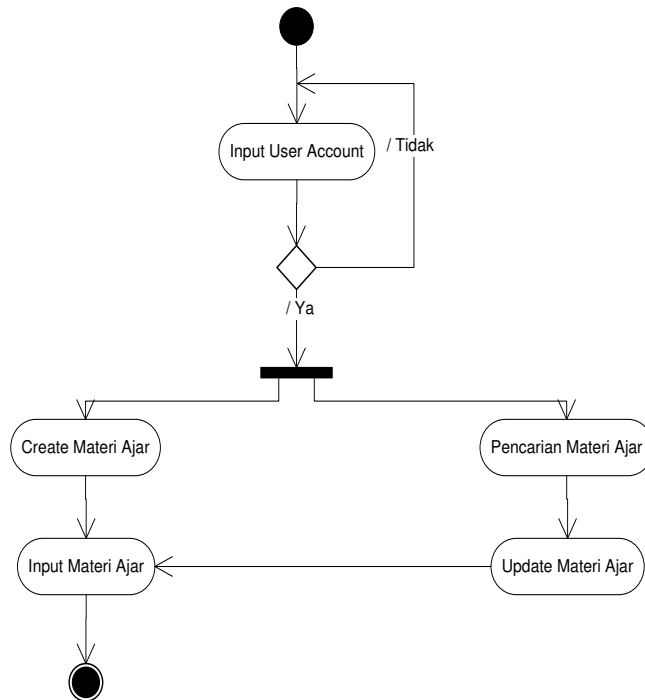 Input User Account
/ Tidak
/ Ya
Create Materi Ajar
Pencarian Materi Ajar
Input Materi Ajar
Update Materi Ajar